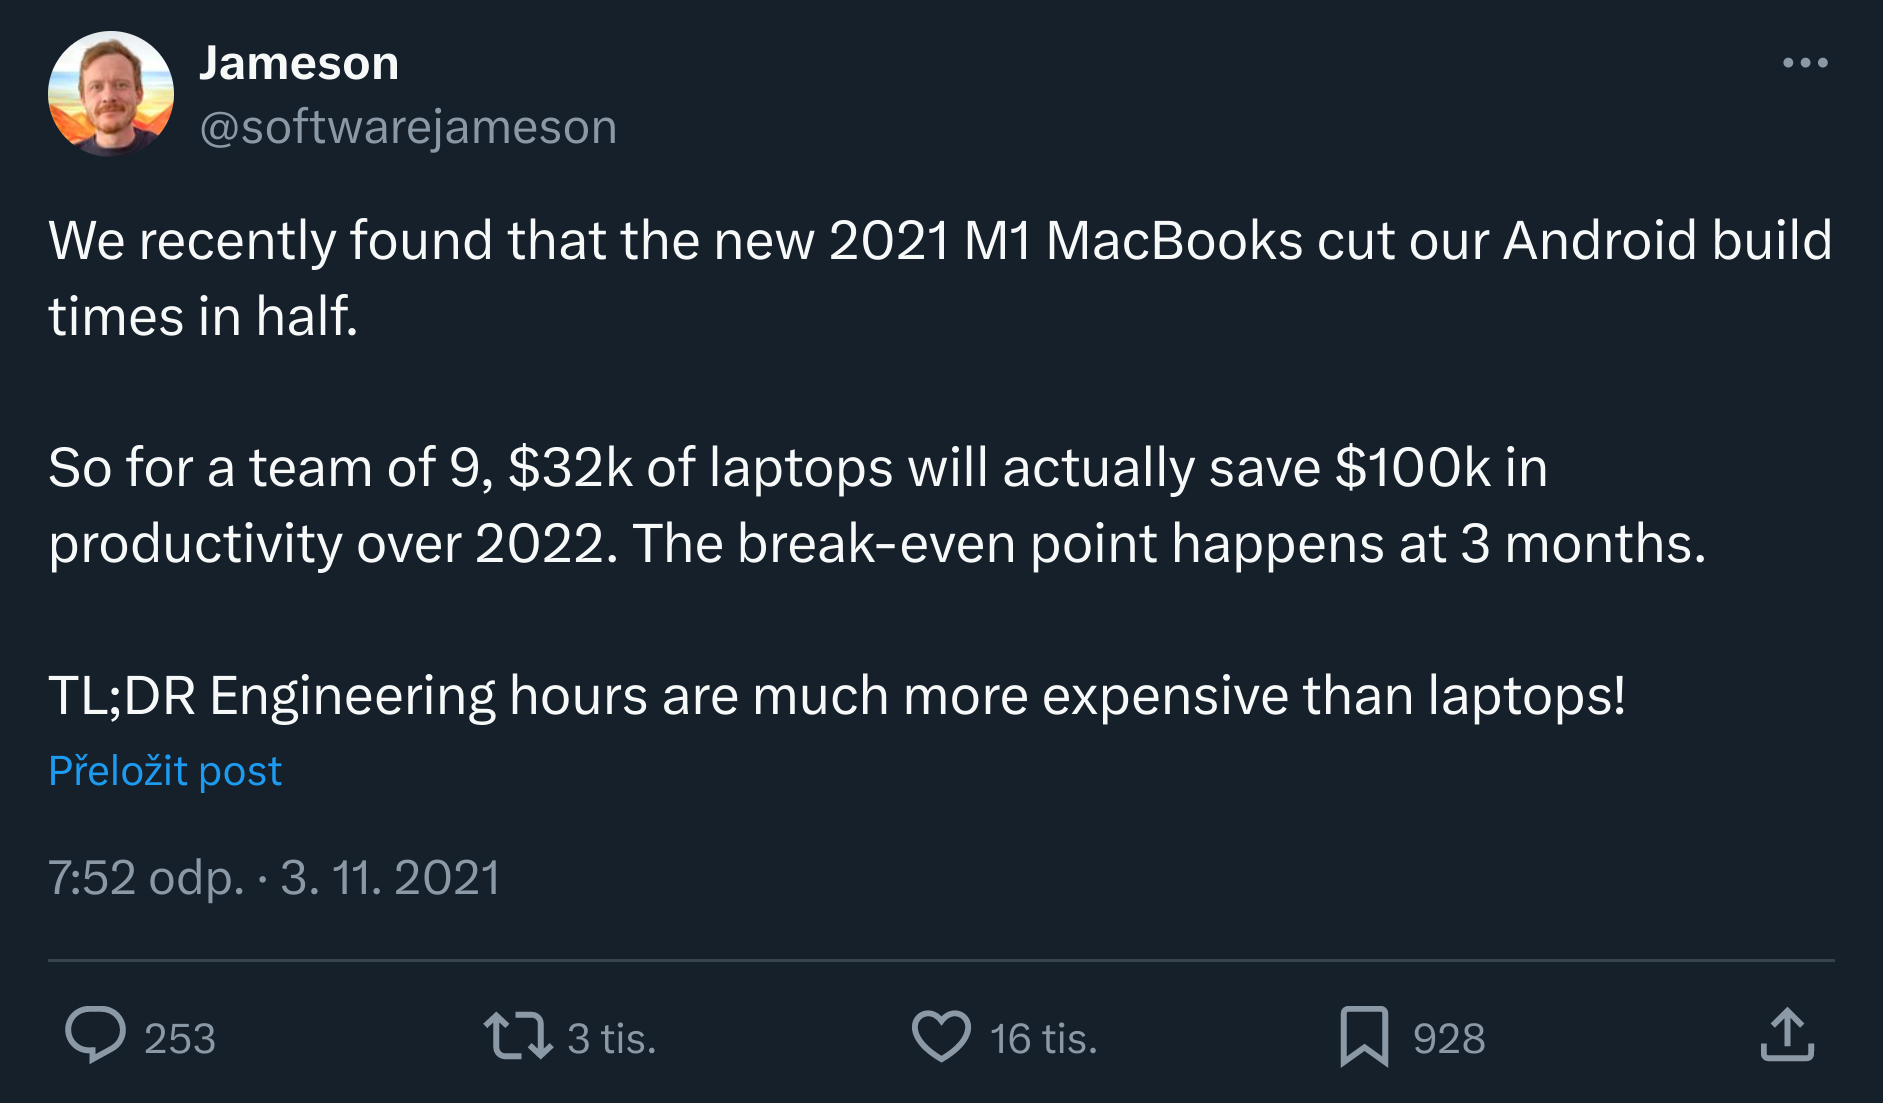 Jameson
@softwarejameson
We recently found that the new 2021 M1 MacBooks cut our Android build
times in half.
So for a team of 9, $32k of laptops will actually save $100k in
productivity over 2022. The break-even point happens at 3 months.
TL;DR Engineering hours are much more expensive than laptops!
Přeložit post
7:52 odp. · 3. 11. 2021
253 3 tis. 16 tis. 928